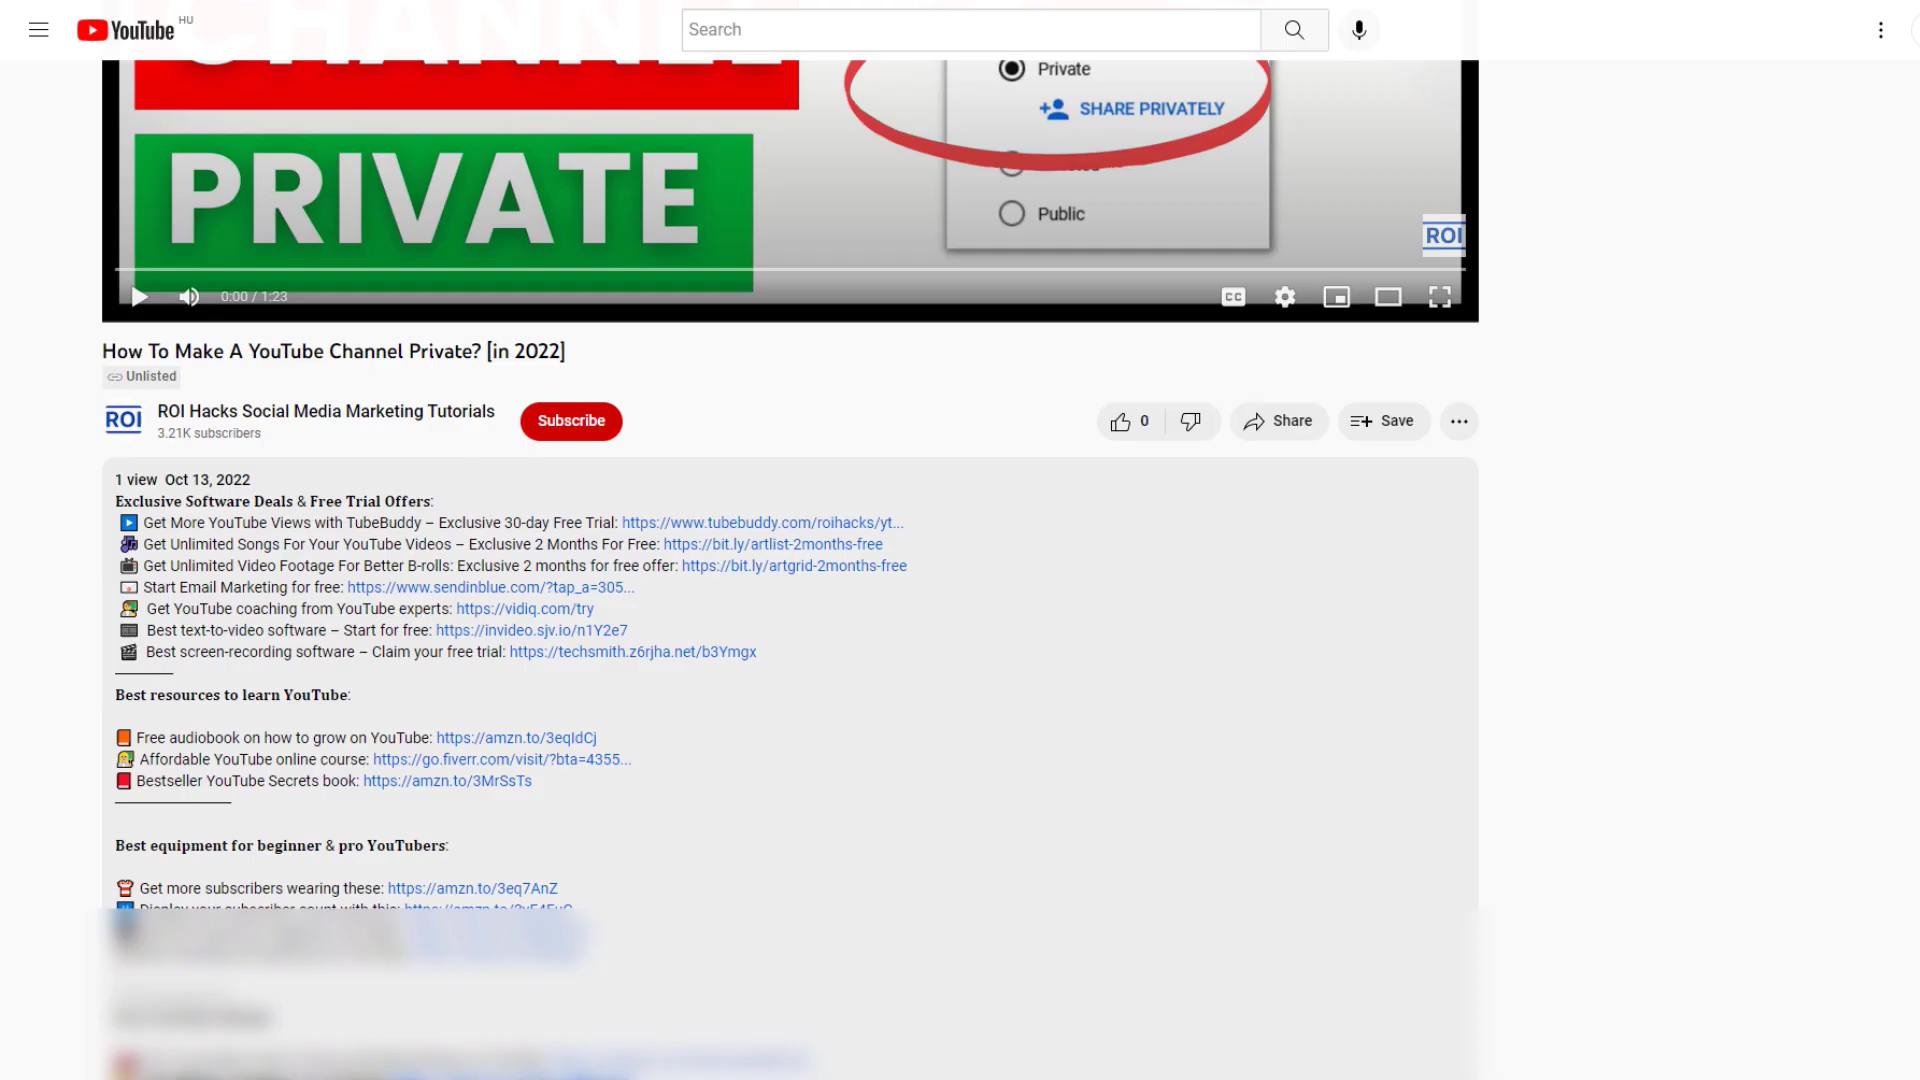 YouTube HU
Search
CHANNEL
Private
SHARE PRIVATELY
PRIVATE
Public
ROI
0:00 / 1:23
CC
How To Make A YouTube Channel Private? [in 2022]
Unlisted
ROI
ROI Hacks Social Media Marketing Tutorials
3.21K subscribers
Subscribe
0
Share
Save
1 view Oct 13, 2022
Exclusive Software Deals & Free Trial Offers:
Get More YouTube Views with TubeBuddy – Exclusive 30-day Free Trial: https://www.tubebuddy.com/roihacks/yt...
Get Unlimited Songs For Your YouTube Videos – Exclusive 2 Months For Free: https://bit.ly/artlist-2months-free
Get Unlimited Video Footage For Better B-rolls: Exclusive 2 months for free offer: https://bit.ly/artgrid-2months-free
Start Email Marketing for free: https://www.sendinblue.com/?tap_a=305...
Get YouTube coaching from YouTube experts: https://vidiq.com/try
Best text-to-video software – Start for free: https://invideo.sjv.io/n1Y2e7
Best screen-recording software – Claim your free trial: https://techsmith.z6rjha.net/b3Ymgx
Best resources to learn YouTube:
Free audiobook on how to grow on YouTube: https://amzn.to/3eqIdCj
Affordable YouTube online course: https://go.fiverr.com/visit/?bta=4355...
Bestseller YouTube Secrets book: https://amzn.to/3MrSsTs
Best equipment for beginner & pro YouTubers:
Get more subscribers wearing these: https://amzn.to/3eq7AnZ
Display your subscriber count with this: